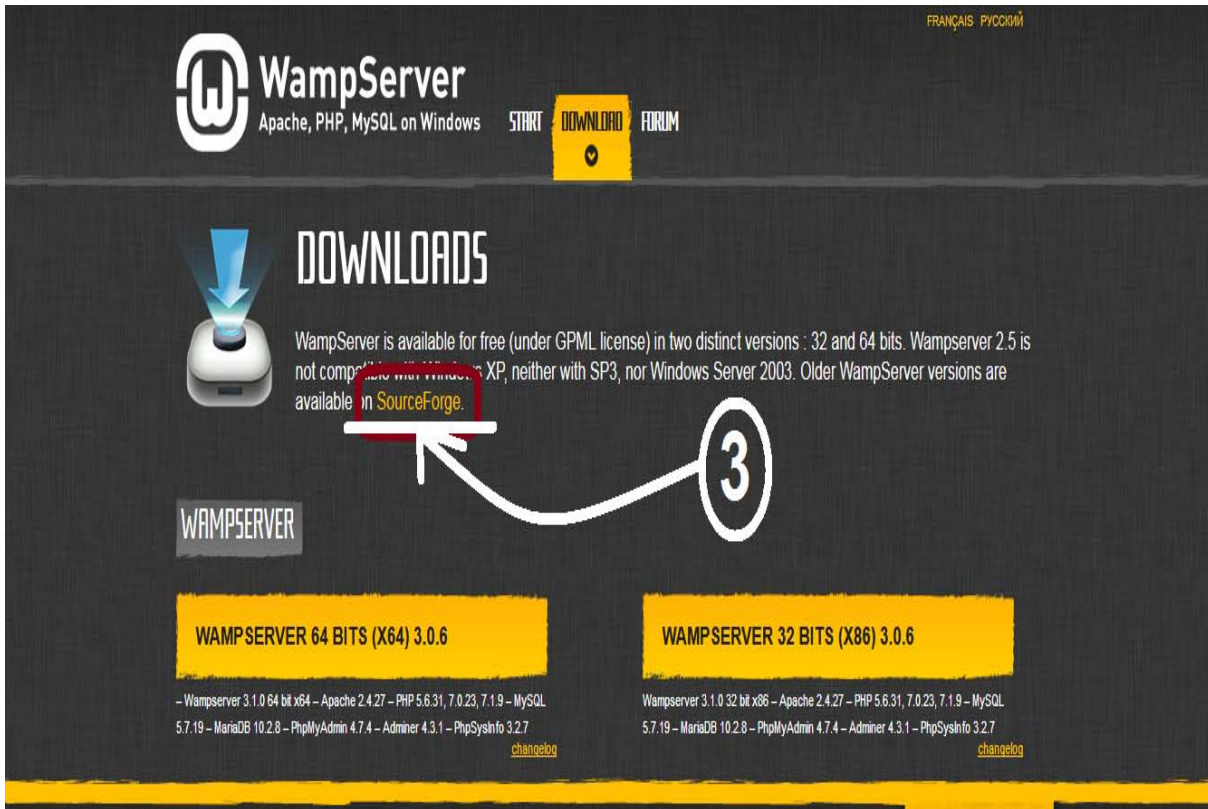 FRANÇAIS РУССКИЙ
WampServer
Apache, PHP, MySQL on Windows
START DOWNLOAD FORUM
DOWNLOADS
WampServer is available for free (under GPML license) in two distinct versions : 32 and 64 bits. Wampserver 2.5 is
not compatible with Windows XP, neither with SP3, nor Windows Server 2003. Older WampServer versions are
available on SourceForge.
3
WAMPSERVER
WAMPSERVER 64 BITS (X64) 3.0.6
– Wampserver 3.1.0 64 bit x64 – Apache 2.4.27 – PHP 5.6.31, 7.0.23, 7.1.9 – MySQL
5.7.19 – MariaDB 10.2.8 – PhpMyAdmin 4.7.4 – Adminer 4.3.1 – PhpSysInfo 3.2.7
changelog
WAMPSERVER 32 BITS (X86) 3.0.6
Wampserver 3.1.0 32 bit x86 – Apache 2.4.27 – PHP 5.6.31, 7.0.23, 7.1.9 – MySQL
5.7.19 – MariaDB 10.2.8 – PhpMyAdmin 4.7.4 – Adminer 4.3.1 – PhpSysInfo 3.2.7
changelog